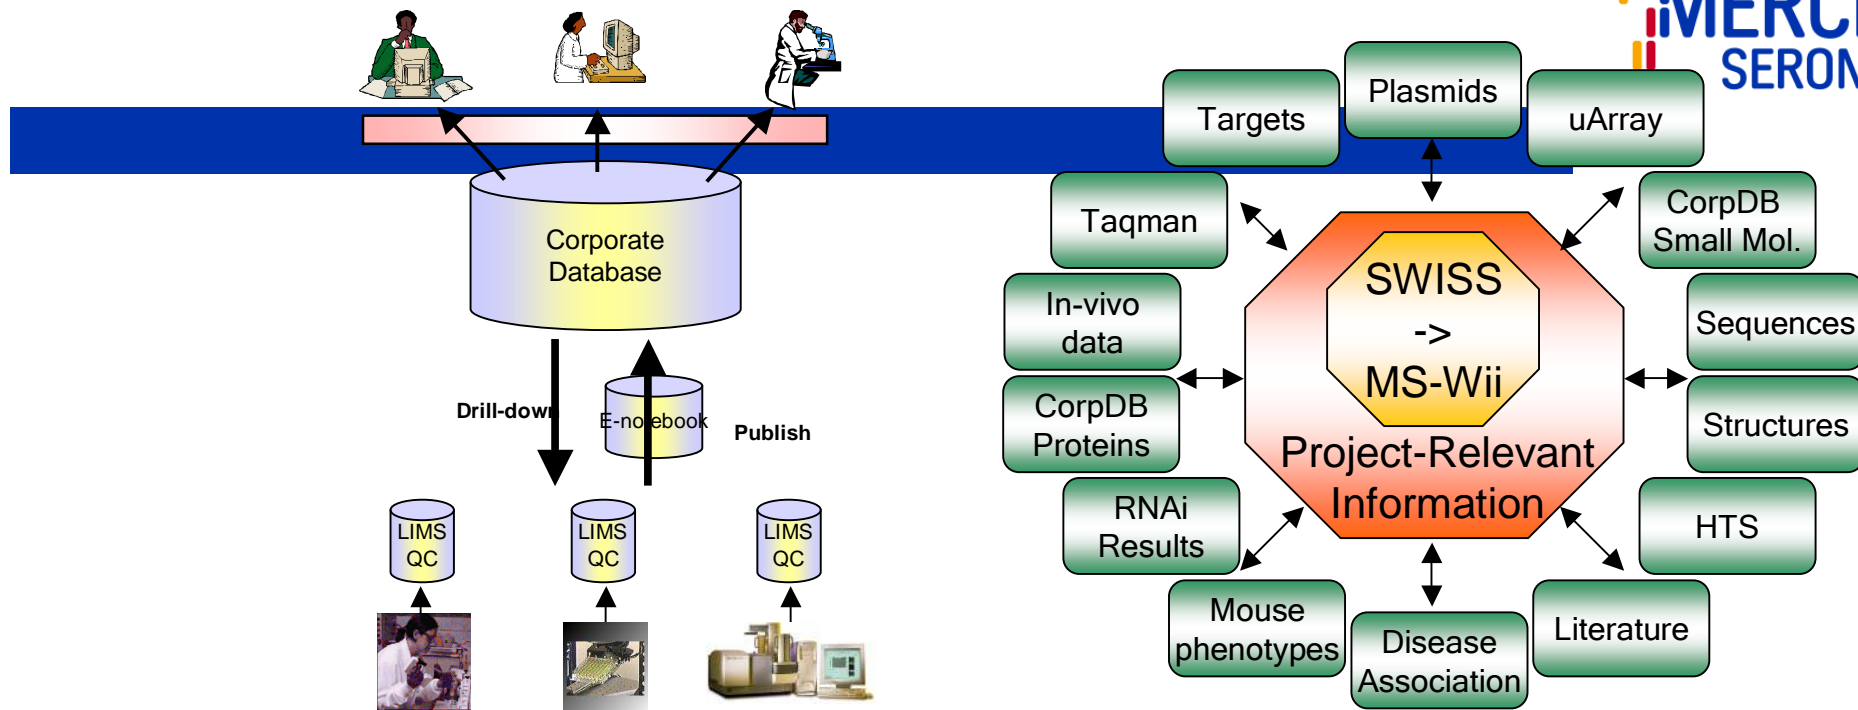 MERC
SERON
Corporate
Database
Drill-down
E-notebook
Publish
LIMS
QC
LIMS
QC
LIMS
QC
Targets
Plasmids
uArray
Taqman
CorpDB
Small Mol.
In-vivo
data
Sequences
CorpDB
Proteins
Structures
RNAi
Results
HTS
Mouse
phenotypes
Disease
Association
Literature
SWISS
->
MS-Wii
Project-Relevant
Information